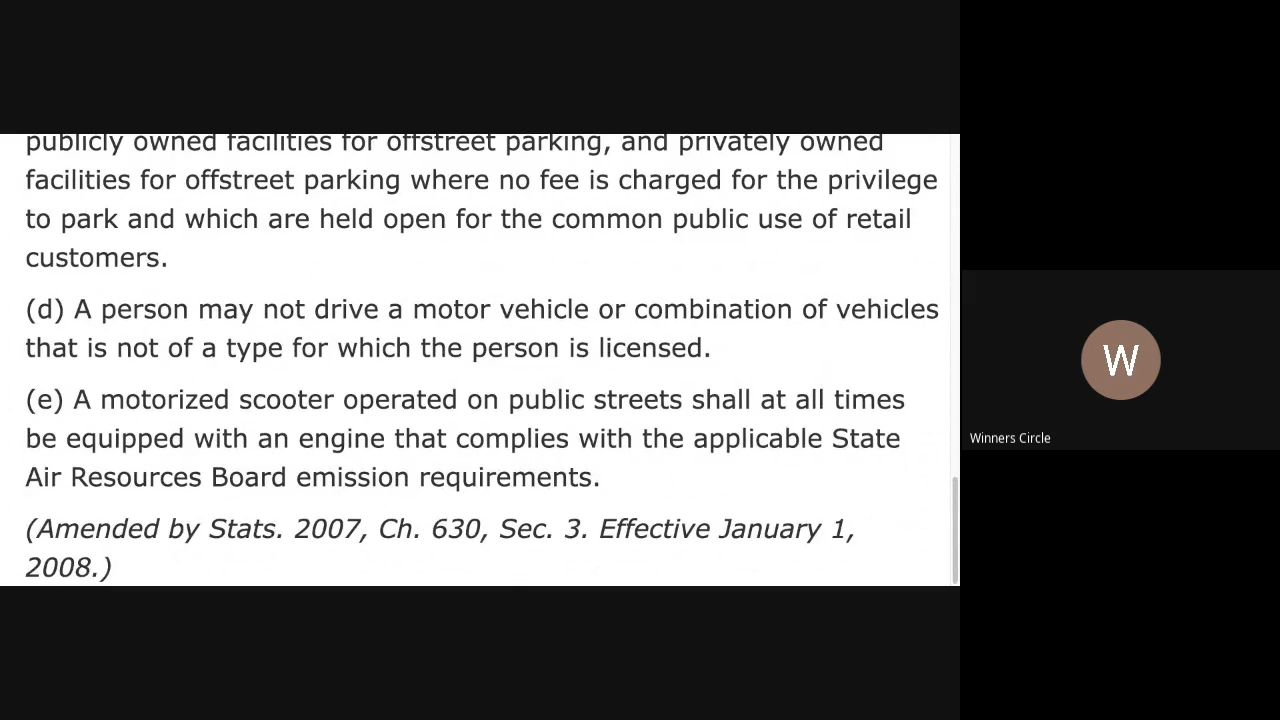 publicly owned facilities for offstreet parking, and privately owned
facilities for offstreet parking where no fee is charged for the privilege
to park and which are held open for the common public use of retail
customers.
(d) A person may not drive a motor vehicle or combination of vehicles
that is not of a type for which the person is licensed.
(e) A motorized scooter operated on public streets shall at all times
be equipped with an engine that complies with the applicable State
Air Resources Board emission requirements.
(Amended by Stats. 2007, Ch. 630, Sec. 3. Effective January 1,
2008.)
W
Winners Circle